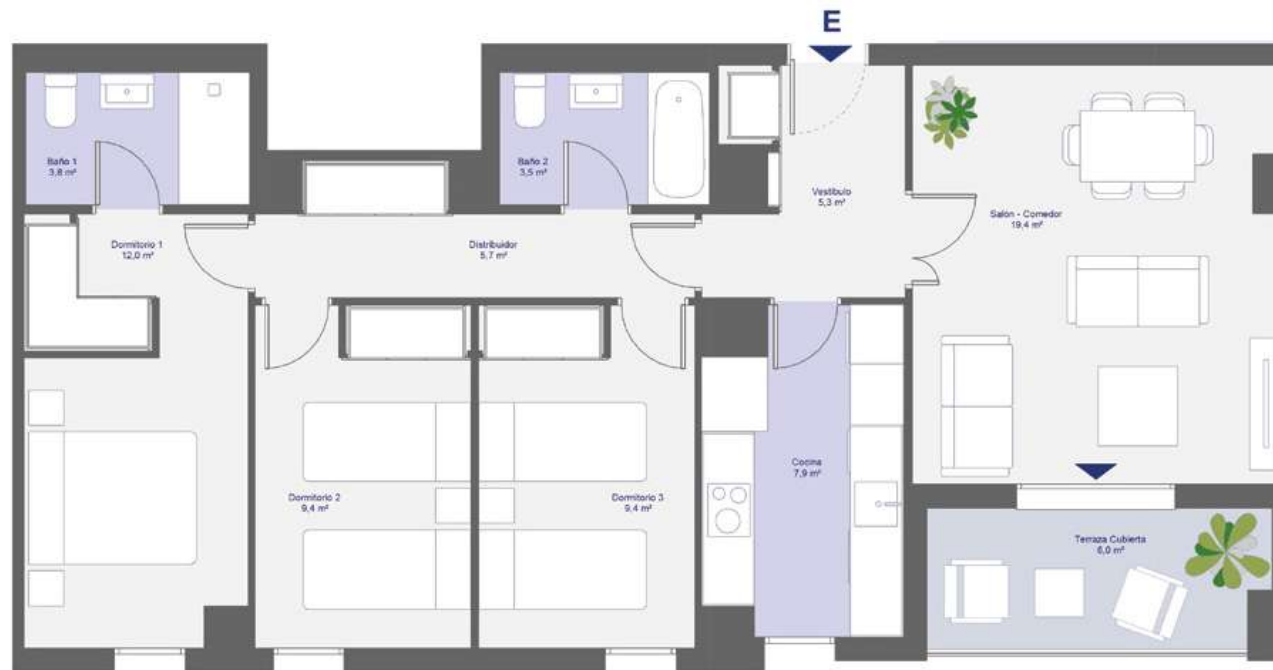 E
Baño 1
3,8 m²
Baño 2
3,5 m²
Vestíbulo
5,3 m²
Salón - Comedor
19,4 m²
Dormitorio 1
12,0 m²
Distribuidor
5,7 m²
Cocina
7,9 m²
Dormitorio 2
9,4 m²
Dormitorio 3
9,4 m²
Terraza Cubierta
6,0 m²